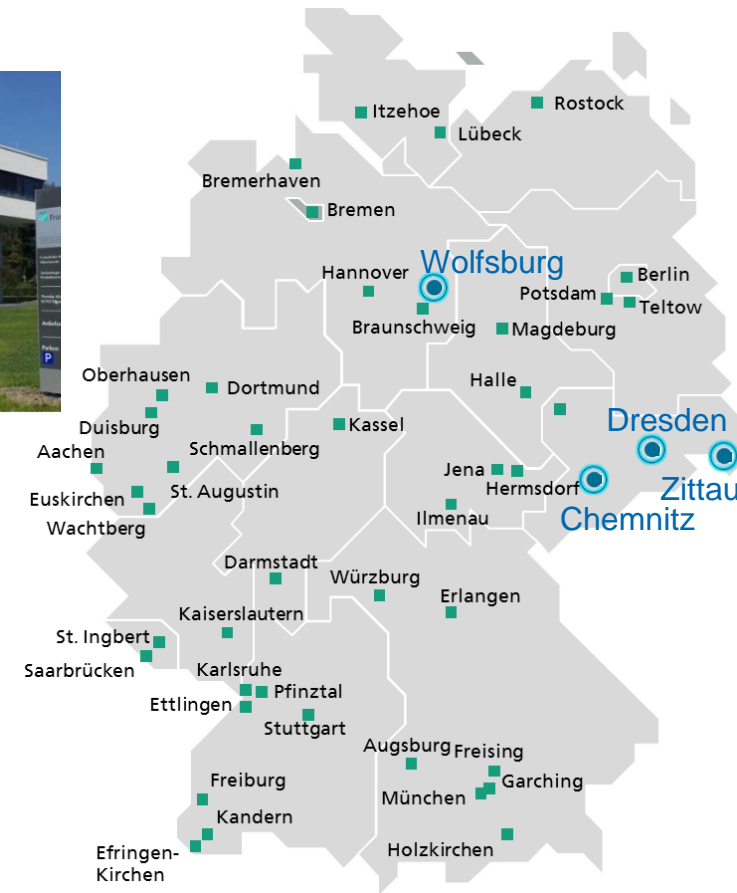 Itzehoe
Rostock
Lübeck
Bremerhaven
Bremen
Hannover
Wolfsburg
Berlin
Potsdam
Teltow
Braunschweig
Magdeburg
Oberhausen
Dortmund
Halle
Duisburg
Kassel
Dresden
Aachen
Schmallenberg
Jena
Hermsdorf
Zittau
Euskirchen
St. Augustin
Ilmenau
Chemnitz
Wachtberg
Darmstadt
Würzburg
Erlangen
Kaiserslautern
St. Ingbert
Saarbrücken
Karlsruhe
Pfinztal
Ettlingen
Stuttgart
Augsburg
Freising
Garching
Freiburg
München
Kandern
Holzkirchen
Efringen-
Kirchen
P